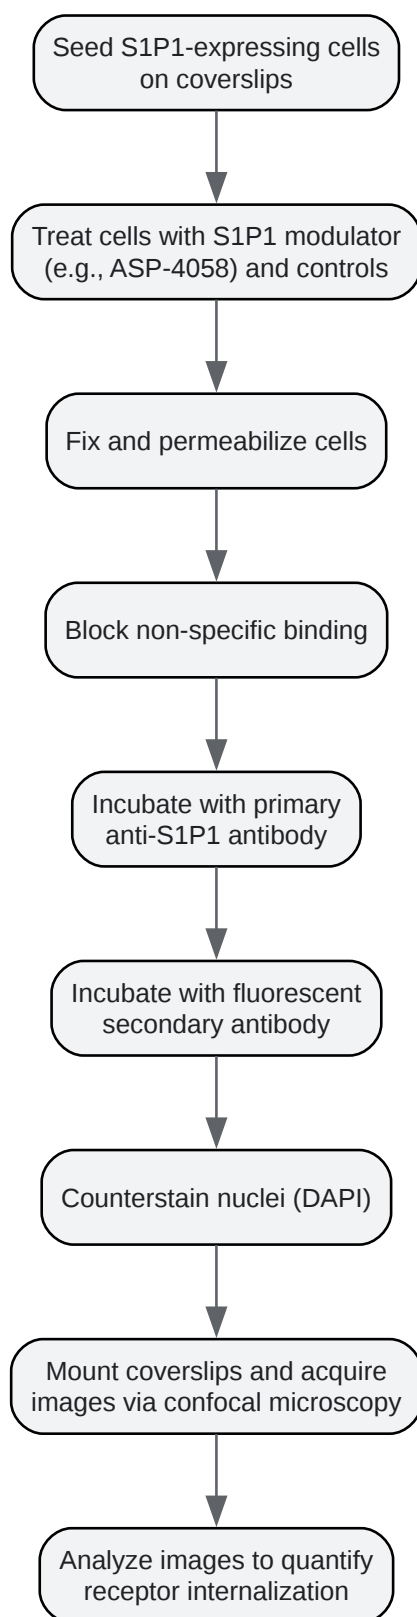 Seed S1P1-expressing cells
on coverslips
Treat cells with S1P1 modulator
(e.g., ASP-4058) and controls
Fix and permeabilize cells
Block non-specific binding
Incubate with primary
anti-S1P1 antibody
Incubate with fluorescent
secondary antibody
Counterstain nuclei (DAPI)
Mount coverslips and acquire
images via confocal microscopy
Analyze images to quantify
receptor internalization